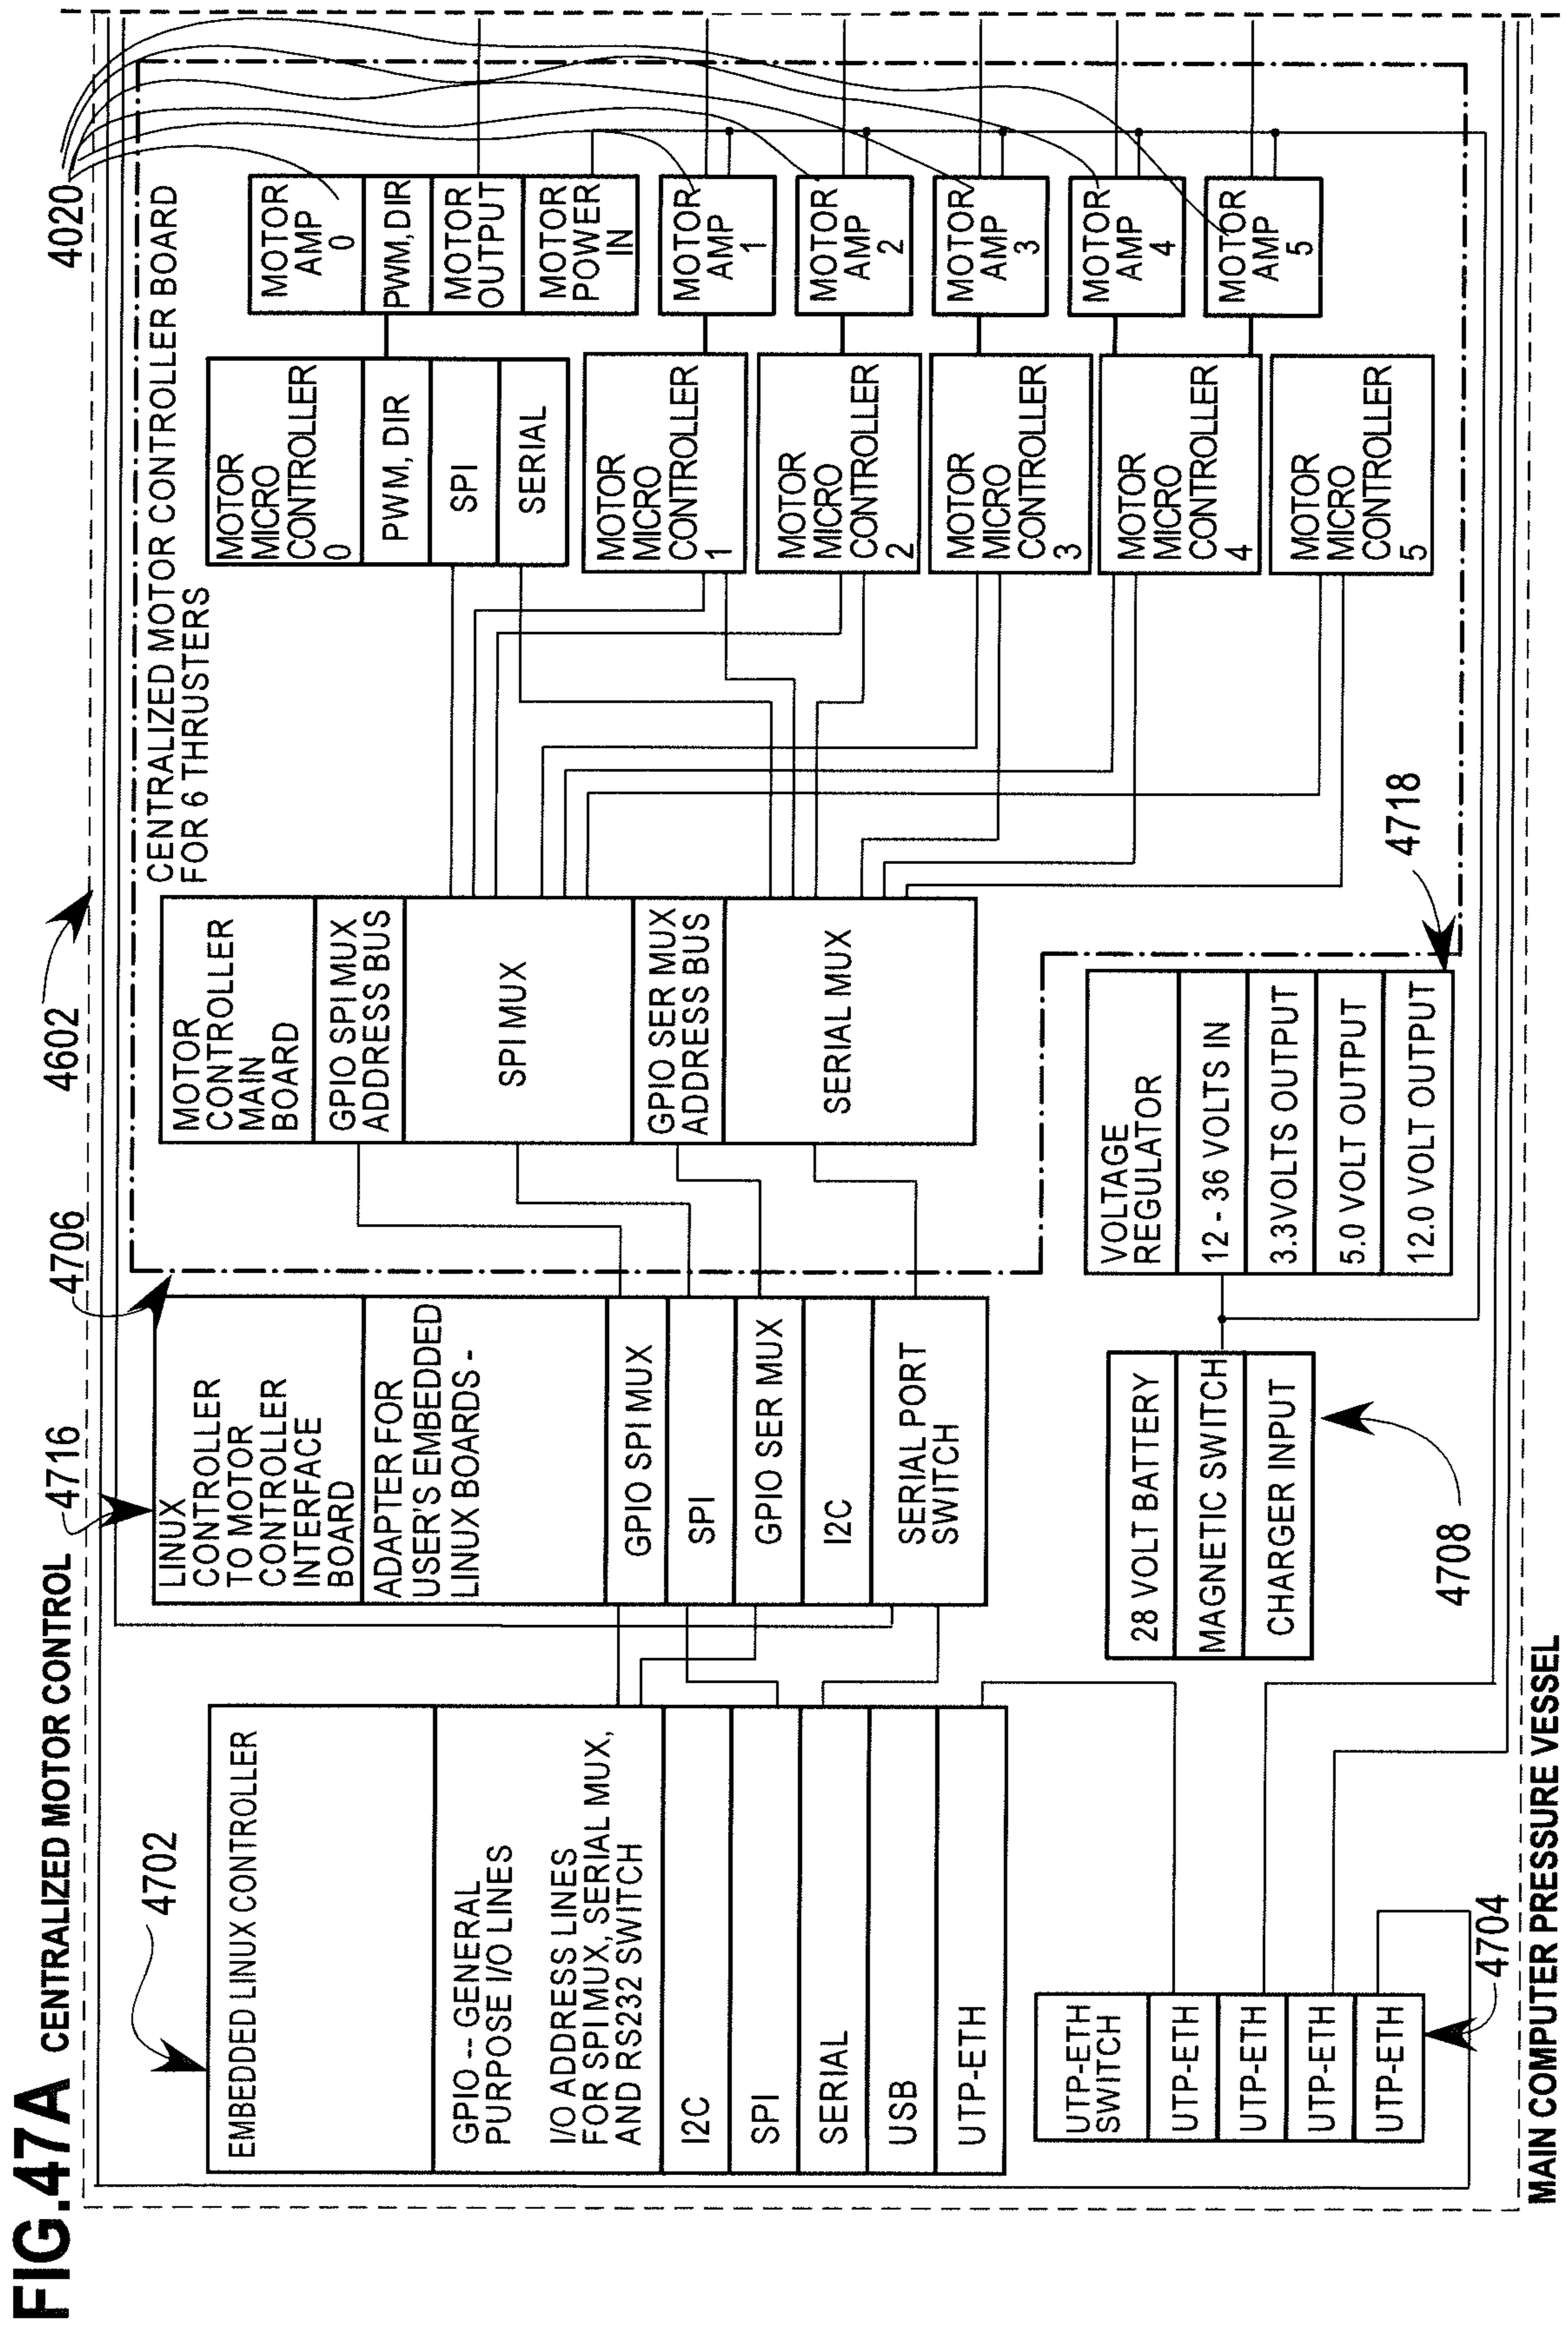 FIG.47A CENTRALIZED MOTOR CONTROL
4702
EMBEDDED LINUX CONTROLLER
GPIO -- GENERAL
PURPOSE I/O LINES
I/O ADDRESS LINES
FOR SPI MUX, SERIAL MUX,
AND RS232 SWITCH
I2C
SPI
SERIAL
USB
UTP-ETH
UTP-ETH
SWITCH
UTP-ETH
UTP-ETH
UTP-ETH
UTP-ETH
4704
4716
LINUX
CONTROLLER
TO MOTOR
CONTROLLER
INTERFACE
BOARD
ADAPTER FOR
USER'S EMBEDDED
LINUX BOARDS -
GPIO SPI MUX
SPI
GPIO SER MUX
I2C
SERIAL PORT
SWITCH
28 VOLT BATTERY
MAGNETIC SWITCH
CHARGER INPUT
4708
4706
4602
MOTOR
CONTROLLER
MAIN
BOARD
GPIO SPI MUX
ADDRESS BUS
SPI MUX
GPIO SER MUX
ADDRESS BUS
SERIAL MUX
VOLTAGE
REGULATOR
12 - 36 VOLTS IN
3.3VOLTS OUTPUT
5.0 VOLT OUTPUT
12.0 VOLT OUTPUT
4718
CENTRALIZED MOTOR CONTROLLER BOARD
FOR 6 THRUSTERS
MOTOR
MICRO
CONTROLLER
0
PWM, DIR
SPI
SERIAL
MOTOR
MICRO
CONTROLLER
1
MOTOR
MICRO
CONTROLLER
2
MOTOR
MICRO
CONTROLLER
3
MOTOR
MICRO
CONTROLLER
4
MOTOR
MICRO
CONTROLLER
5
4020
MOTOR
AMP
0
PWM, DIR
MOTOR
OUTPUT
MOTOR
POWER
IN
MOTOR
AMP
1
MOTOR
AMP
2
MOTOR
AMP
3
MOTOR
AMP
4
MOTOR
AMP
5
MAIN COMPUTER PRESSURE VESSEL